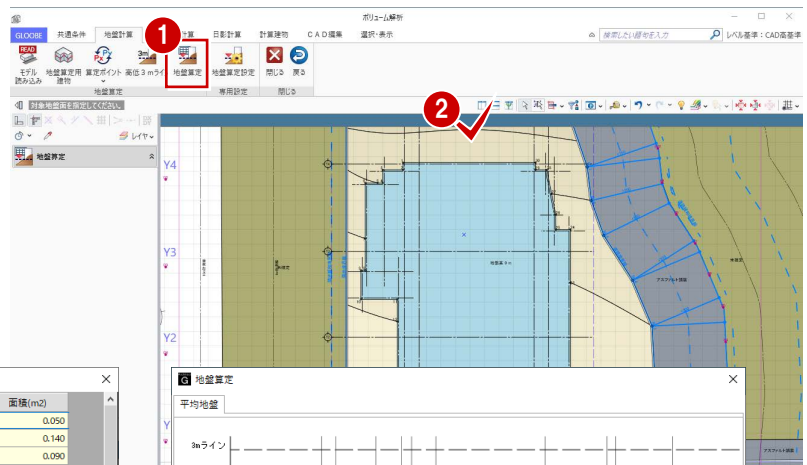 ボリューム解析
GLOOBE 共通条件 地盤計算 計算 日影計算 計算建物 CAD編集 選択・表示 検索したい語句を入力 レベル基準:CAD高基準
1
READ
モデル読み込み 地盤算定用建物 算定ポイント 高低3mライン 地盤算定 地盤算定設定 閉じる 戻る
地盤算定 専用設定 閉じる
対象地盤面を指定してください。
2
レイヤ
地盤算定
Y4
Y3
Y2
Y
アスファルト舗装
面積(m2)
0.050
0.140
0.090
G 地盤算定
平均地盤
3mライン